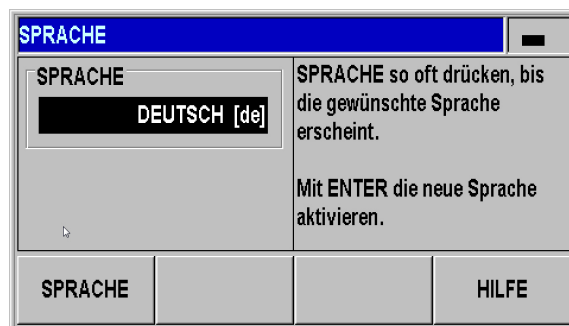 SPRACHE
SPRACHE
DEUTSCH [de]
SPRACHE so oft drücken, bis
die gewünschte Sprache
erscheint.
Mit ENTER die neue Sprache
aktivieren.
SPRACHE
HILFE